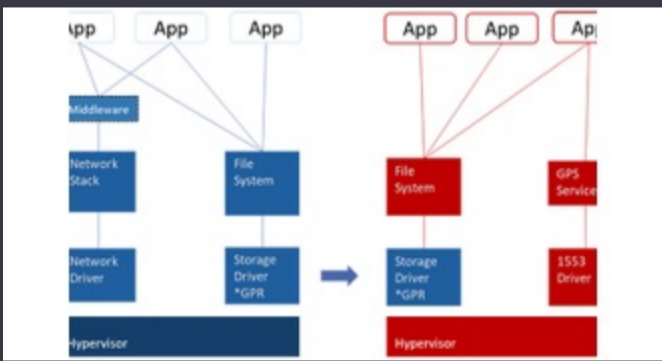 App
App
App
Middleware
Network
Stack
File
System
Network
Driver
Storage
Driver
*GPR
Hypervisor
App
App
App
File
System
GPS
Service
Storage
Driver
*GPR
1553
Driver
Hypervisor